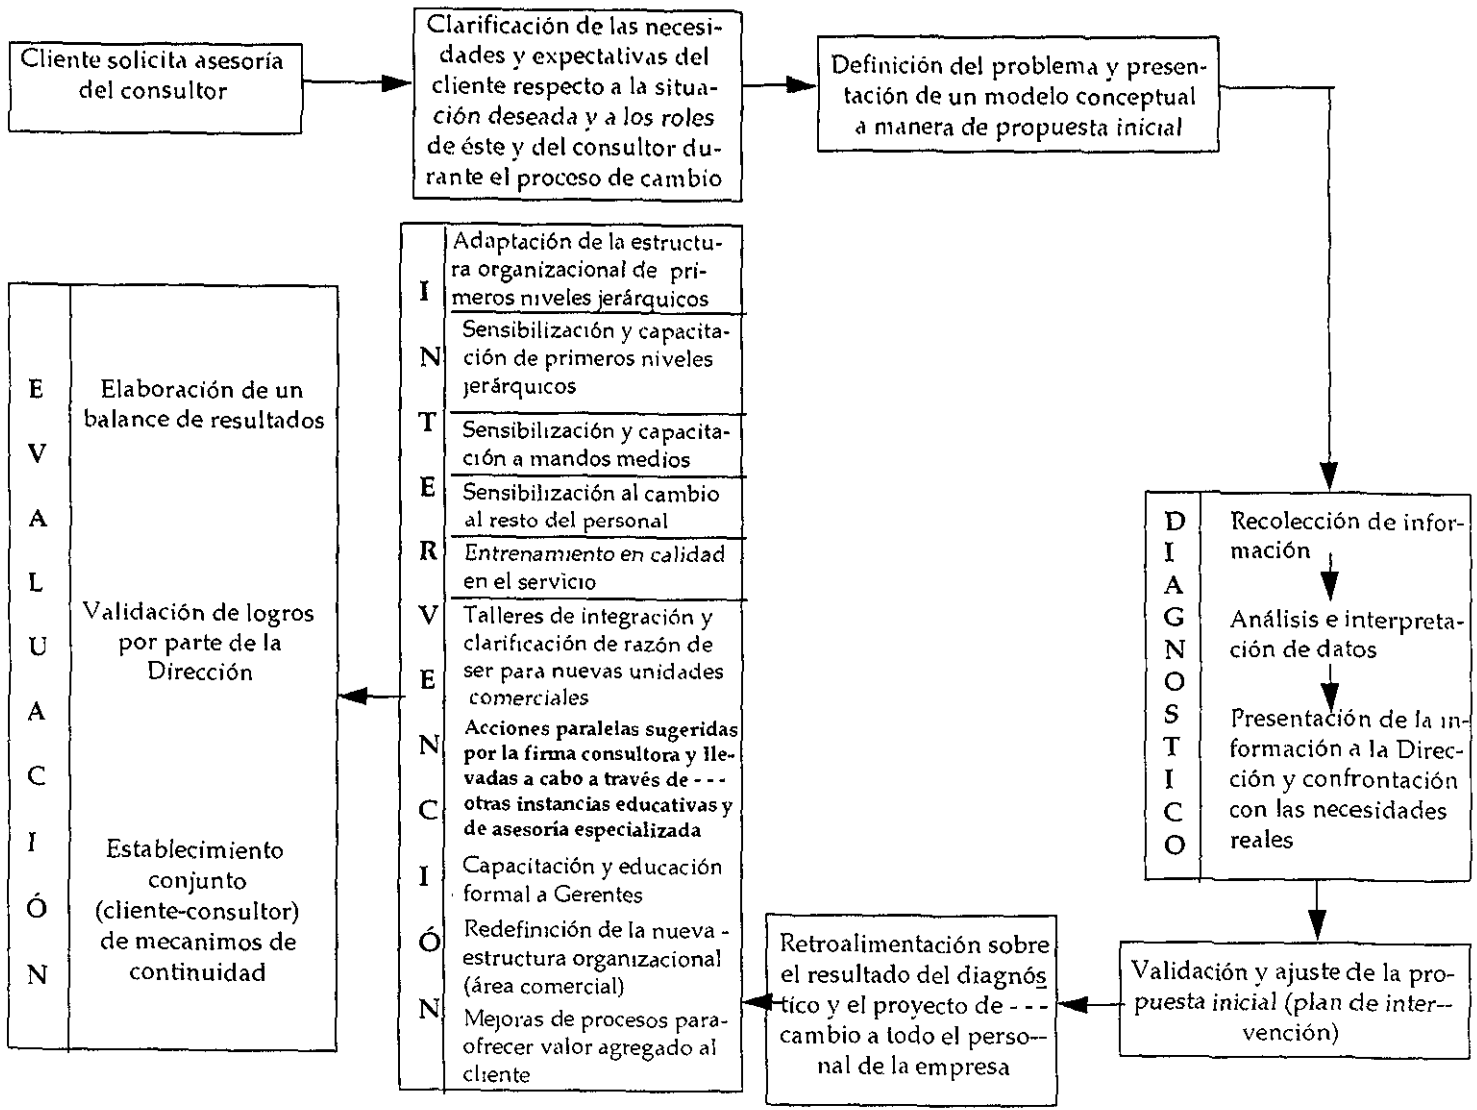 Cliente solicita asesoría
del consultor
Clarificación de las necesi-
dades y expectativas del
cliente respecto a la situa-
ción deseada y a los roles
de éste y del consultor du-
rante el proceso de cambio
Definición del problema y presen-
tación de un modelo conceptual
a manera de propuesta inicial
DIAGNOSTICO
Recolección de infor-
mación
Análisis e interpreta-
ción de datos
Presentación de la in-
formación a la Direc-
ción y confrontación
con las necesidades
reales
Validación y ajuste de la pro-
puesta inicial (plan de inter--
vención)
Retroalimentación sobre
el resultado del diagnós
tico y el proyecto de - - -
cambio a todo el perso--
nal de la empresa
INTERVENCIÓN
Adaptación de la estructu-
ra organizacional de pri-
meros niveles jerárquicos
Sensibilización y capacita-
ción de primeros niveles
jerárquicos
Sensibilización y capacita-
ción a mandos medios
Sensibilización al cambio
al resto del personal
Entrenamiento en calidad
en el servicio
Talleres de integración y
clarificación de razón de
ser para nuevas unidades
comerciales
Acciones paralelas sugeridas
por la firma consultora y lle-
vadas a cabo a través de - - -
otras instancias educativas y
de asesoría especializada
Capacitación y educación
formal a Gerentes
Redefinición de la nueva -
estructura organizacional
(área comercial)
Mejoras de procesos para-
ofrecer valor agregado al
cliente
EVALUACIÓN
Elaboración de un
balance de resultados
Validación de logros
por parte de la
Dirección
Establecimiento
conjunto
(cliente-consultor)
de mecanimos de
continuidad